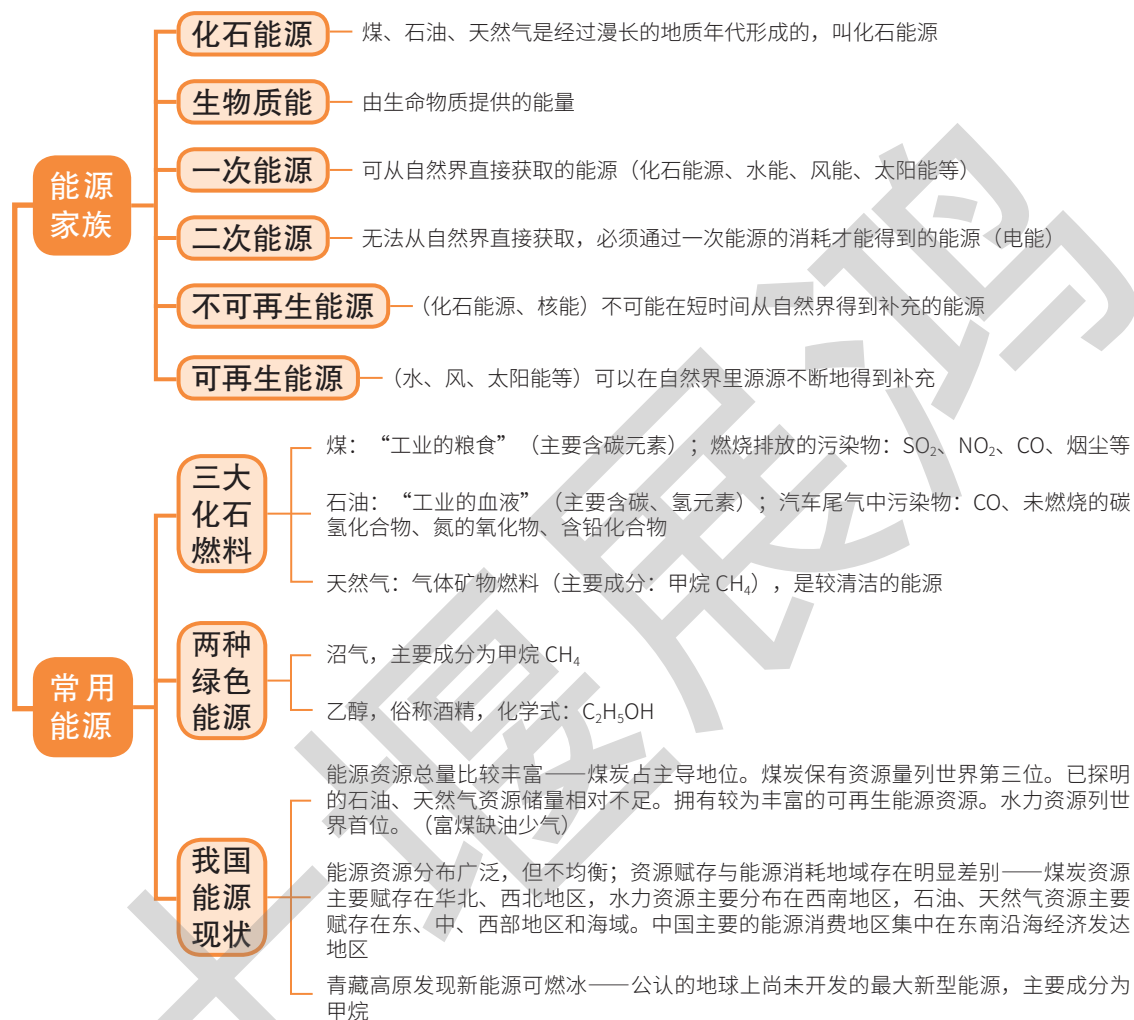 能源
家族
化石能源
煤、石油、天然气是经过漫长的地质年代形成的，叫化石能源
生物质能
由生命物质提供的能量
一次能源
可从自然界直接获取的能源（化石能源、水能、风能、太阳能等）
二次能源
无法从自然界直接获取，必须通过一次能源的消耗才能得到的能源（电能）
不可再生能源
（化石能源、核能）不可能在短时间从自然界得到补充的能源
可再生能源
（水、风、太阳能等）可以在自然界里源源不断地得到补充
常用
能源
三大
化石
燃料
煤：“工业的粮食”（主要含碳元素）；燃烧排放的污染物：SO₂、NO₂、CO、烟尘等
石油：“工业的血液”（主要含碳、氢元素）；汽车尾气中污染物：CO、未燃烧的碳
氢化合物、氮的氧化物、含铅化合物
天然气：气体矿物燃料（主要成分：甲烷 CH₄），是较清洁的能源
两种
绿色
能源
沼气，主要成分为甲烷 CH₄
乙醇，俗称酒精，化学式：C₂H₅OH
我国
能源
现状
能源资源总量比较丰富——煤炭占主导地位。煤炭保有资源量列世界第三位。已探明
的石油、天然气资源储量相对不足。拥有较为丰富的可再生能源资源。水力资源列世
界首位。（富煤缺油少气）
能源资源分布广泛，但不均衡；资源赋存与能源消耗地域存在明显差别——煤炭资源
主要赋存在华北、西北地区，水力资源主要分布在西南地区，石油、天然气资源主要
赋存在东、中、西部地区和海域。中国主要的能源消费地区集中在东南沿海经济发达
地区
青藏高原发现新能源可燃冰——公认的地球上尚未开发的最大新型能源，主要成分为
甲烷
十堰展鸿